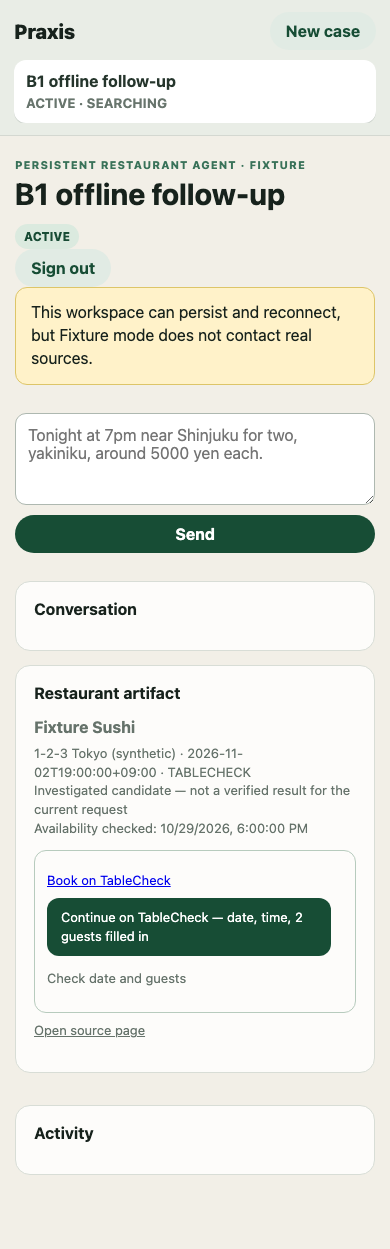 Praxis
New case
B1 offline follow-up
ACTIVE · SEARCHING
PERSISTENT RESTAURANT AGENT · FIXTURE
B1 offline follow-up
ACTIVE
Sign out
This workspace can persist and reconnect,
but Fixture mode does not contact real
sources.
Tonight at 7pm near Shinjuku for two,
yakiniku, around 5000 yen each.
Send
Conversation
Restaurant artifact
Fixture Sushi
1-2-3 Tokyo (synthetic) · 2026-11-
02T19:00:00+09:00 · TABLECHECK
Investigated candidate — not a verified result for the
current request
Availability checked: 10/29/2026, 6:00:00 PM
Book on TableCheck
Continue on TableCheck — date, time, 2
guests filled in
Check date and guests
Open source page
Activity